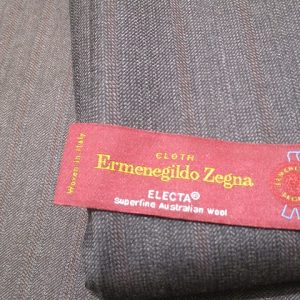 Woven in Italy
CLOTH
Ermenegildo Zegna
ELECTA®
Superfine Australian wool